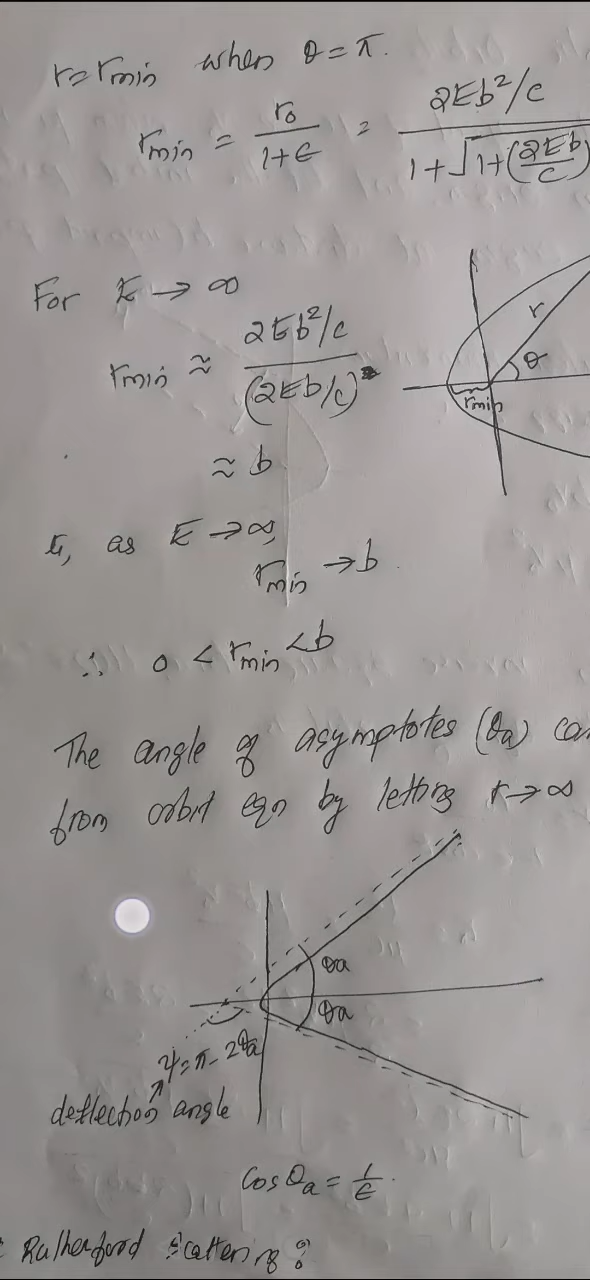 r = rmin when θ = π.
rmin = r₀/(1+ϵ) = (2Eb²/c)/(1+√(1+(2Eb/c)
For E → ∞
rmin ≈ (2Eb²/c)/(2Eb/c)
≈ b
r
θ
rmin
as E → ∞,
rmin → b.
∴ 0 < rmin < b
The angle of asymptotes (θa) can
from orbit eqn by letting r → ∞
θa
θa
ψ = π - 2θa
deflection angle
cos θa = 1/ϵ.
Rutherford Scattering: